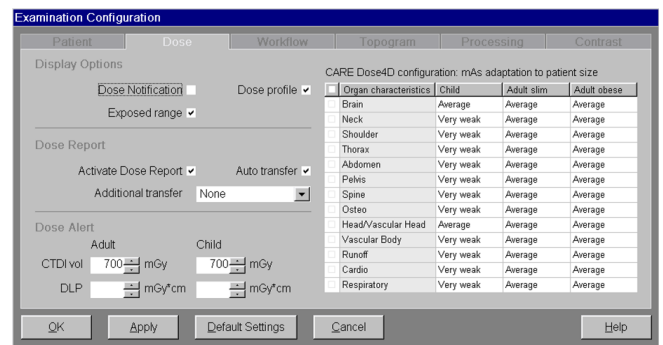 Examination Configuration
Patient Dose Workflow Topogram Processing Contrast
Display Options
Dose Notification Dose profile
Exposed range
Dose Report
Activate Dose Report Auto transfer
Additional transfer None
Dose Alert
Adult Child
CTDI vol 700 mGy 700 mGy
DLP mGy*cm mGy*cm
CARE Dose4D configuration: mAs adaptation to patient size
Organ characteristics Child Adult slim Adult obese
Brain Average Average Average
Neck Very weak Average Average
Shoulder Very weak Average Average
Thorax Very weak Average Average
Abdomen Very weak Average Average
Pelvis Very weak Average Average
Spine Very weak Average Average
Osteo Very weak Average Average
Head/Vascular Head Average Average Average
Vascular Body Very weak Average Average
Runoff Very weak Average Average
Cardio Very weak Average Average
Respiratory Very weak Average Average
OK Apply Default Settings Cancel Help